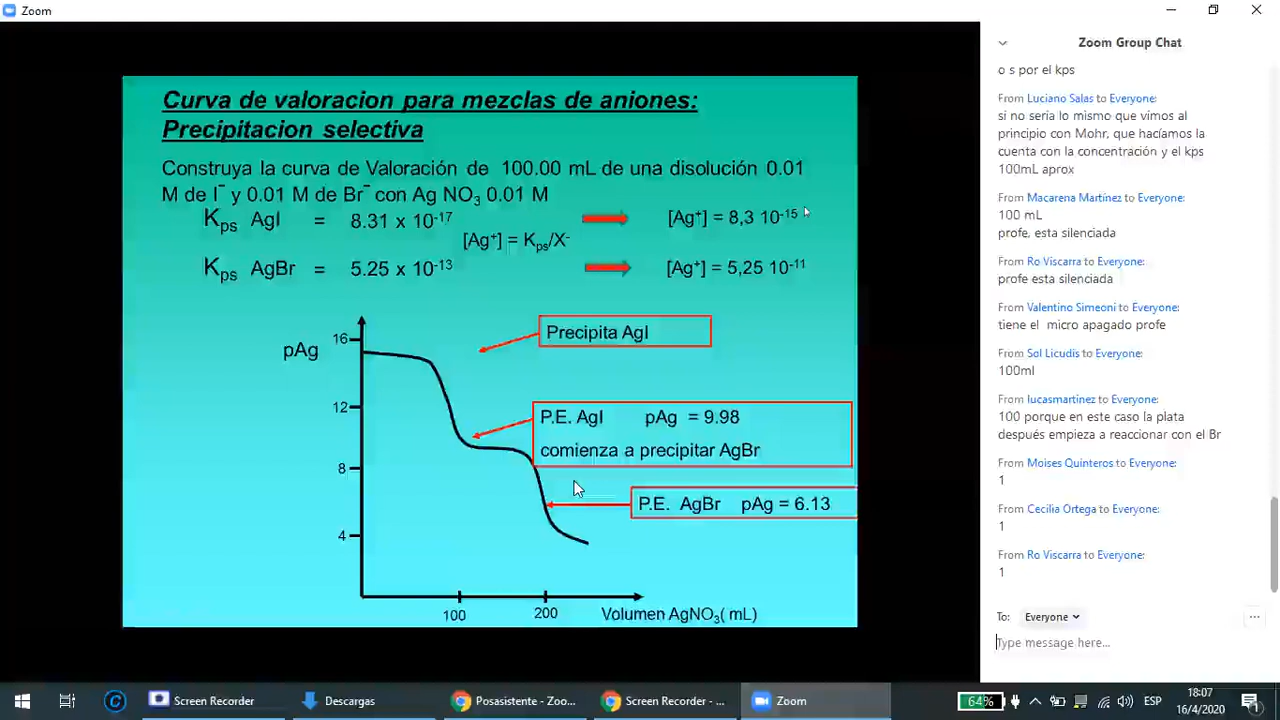 Zoom
Curva de valoracion para mezclas de aniones:
Precipitacion selectiva
Construya la curva de Valoración de 100.00 mL de una disolución 0.01
M de I⁻ y 0.01 M de Br⁻ con Ag NO₃ 0.01 M
Kps AgI = 8.31 x 10⁻¹⁷
[Ag⁺] = 8,3 10⁻¹⁵
[Ag⁺] = Kps/X⁻
Kps AgBr = 5.25 x 10⁻¹³
[Ag⁺] = 5,25 10⁻¹¹
pAg
16
12
8
4
Precipita AgI
P.E. AgI pAg = 9.98
comienza a precipitar AgBr
P.E. AgBr pAg = 6.13
100
200
Volumen AgNO₃( mL)
Zoom Group Chat
o s por el kps
From Luciano Salas to Everyone:
si no sería lo mismo que vimos al
principio con Mohr, que hacíamos la
cuenta con la concentración y el kps
100mL aprox
From Macarena Martínez to Everyone:
100 mL
profe, esta silenciada
From Ro Viscarra to Everyone:
profe esta silenciada
From Valentino Simeoni to Everyone:
tiene el micro apagado profe
From Sol Licudis to Everyone:
100ml
From lucasmartinez to Everyone:
100 porque en este caso la plata
después empieza a reaccionar con el Br
From Moises Quinteros to Everyone:
1
From Cecilia Ortega to Everyone:
1
From Ro Viscarra to Everyone:
1
To: Everyone
Type message here...
Screen Recorder
Descargas
Posasistente - Zoo...
Screen Recorder - ...
Zoom
64%
ESP
18:07
16/4/2020